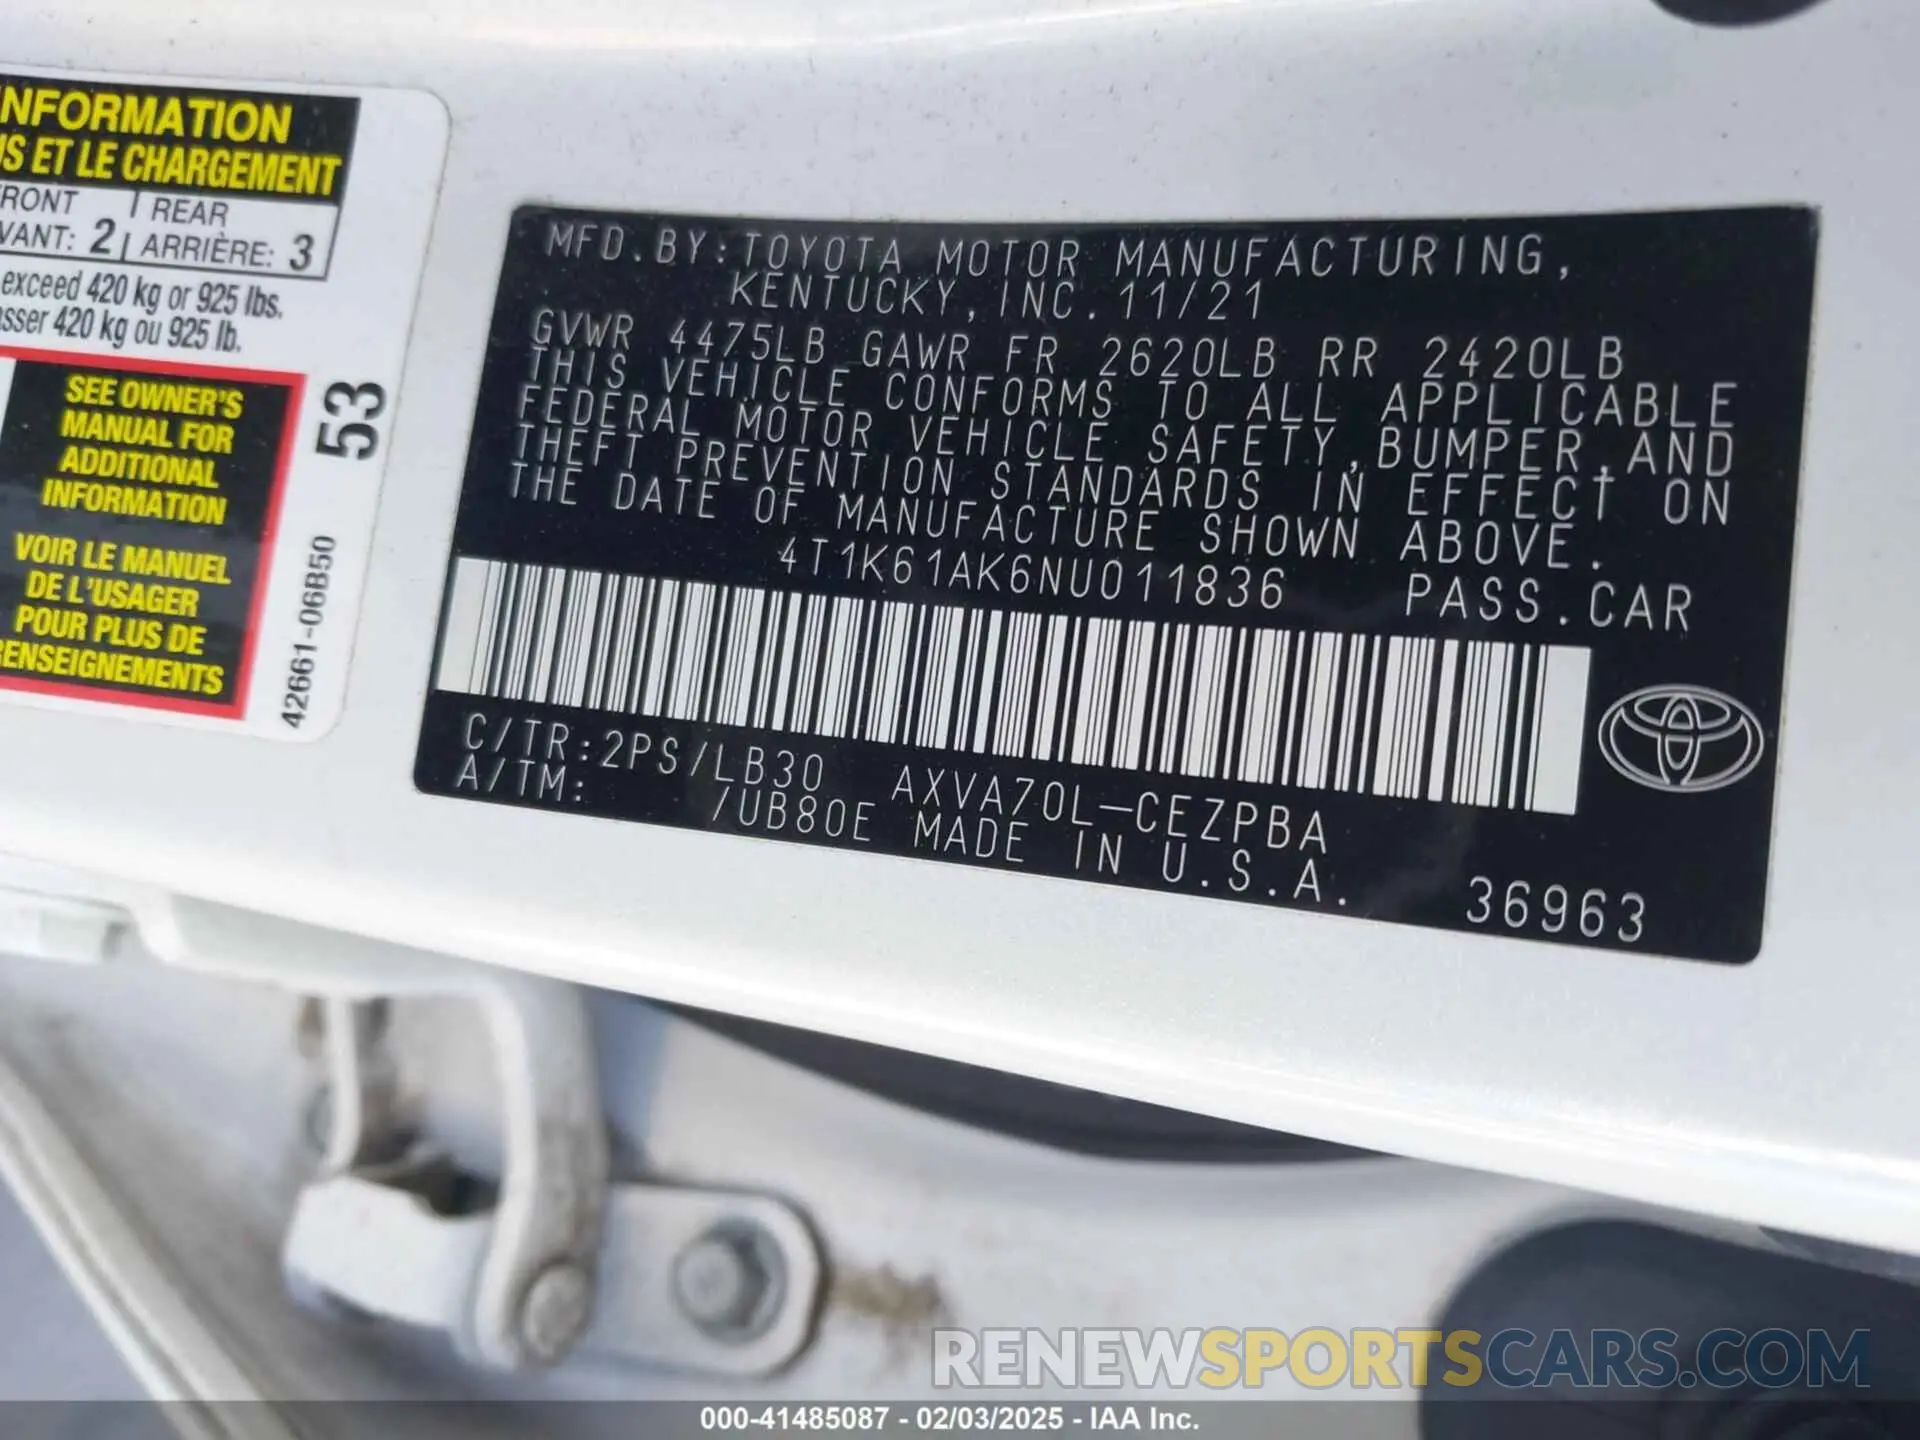 NFORMATION
S ET LE CHARGEMENT
RONT | REAR
VANT: 2 | ARRIÈRE: 3
exceed 420 kg or 925 lbs.
sser 420 kg ou 925 lb.
SEE OWNER'S
MANUAL FOR
ADDITIONAL
INFORMATION
VOIR LE MANUEL
DE L'USAGER
POUR PLUS DE
RENSEIGNEMENTS
53
42661-06B50
MFD.BY:TOYOTA MOTOR MANUFACTURING,
KENTUCKY,INC.11/21
GVWR 4475LB GAWR FR 2620LB RR 2420LB
THIS VEHICLE CONFORMS TO ALL APPLICABLE
FEDERAL MOTOR VEHICLE SAFETY,BUMPER,AND
THEFT PREVENTION STANDARDS IN EFFECT ON
THE DATE OF MANUFACTURE SHOWN ABOVE.
4T1K61AK6NU011836 PASS.CAR
C/TR:2PS/LB30 AXVA70L-CEZPBA
A/TM: /UB80E MADE IN U.S.A. 36963
RENEWSPORTSCARS.COM
000-41485087 - 02/03/2025 - IAA Inc.